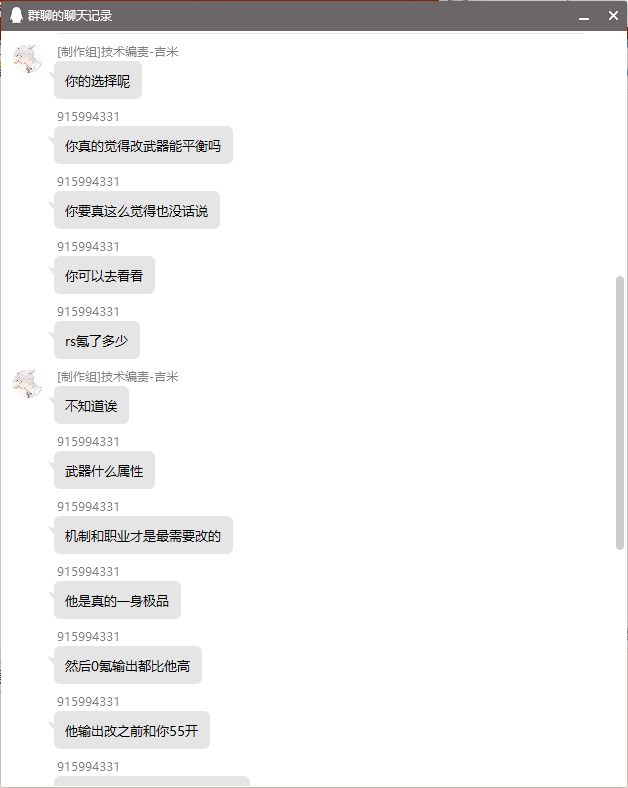 群聊的聊天记录
[制作组]技术编责-吉米
你的选择呢
915994331
你真的觉得改武器能平衡吗
915994331
你要真这么觉得也没话说
915994331
你可以去看看
915994331
rs氪了多少
[制作组]技术编责-吉米
不知道诶
915994331
武器什么属性
915994331
机制和职业才是最需要改的
915994331
他是真的一身极品
915994331
然后0氪输出都比他高
915994331
他输出改之前和你55开
915994331